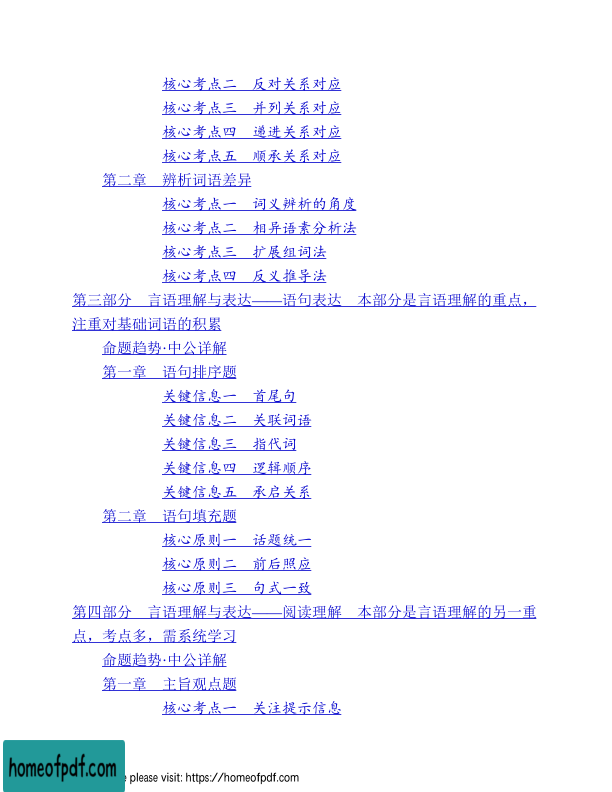 核心考点二　反对关系对应
核心考点三　并列关系对应
核心考点四　递进关系对应
核心考点五　顺承关系对应
第二章　辨析词语差异
核心考点一　词义辨析的角度
核心考点二　相异语素分析法
核心考点三　扩展组词法
核心考点四　反义推导法
第三部分　言语理解与表达——语句表达　本部分是言语理解的重点，
注重对基础词语的积累
命题趋势·中公详解
第一章　语句排序题
关键信息一　首尾句
关键信息二　关联词语
关键信息三　指代词
关键信息四　逻辑顺序
关键信息五　承启关系
第二章　语句填充题
核心原则一　话题统一
核心原则二　前后照应
核心原则三　句式一致
第四部分　言语理解与表达——阅读理解　本部分是言语理解的另一重
点，考点多，需系统学习
命题趋势·中公详解
第一章　主旨观点题
核心考点一　关注提示信息
homeofpdf.com
e please visit: https://homeofpdf.com